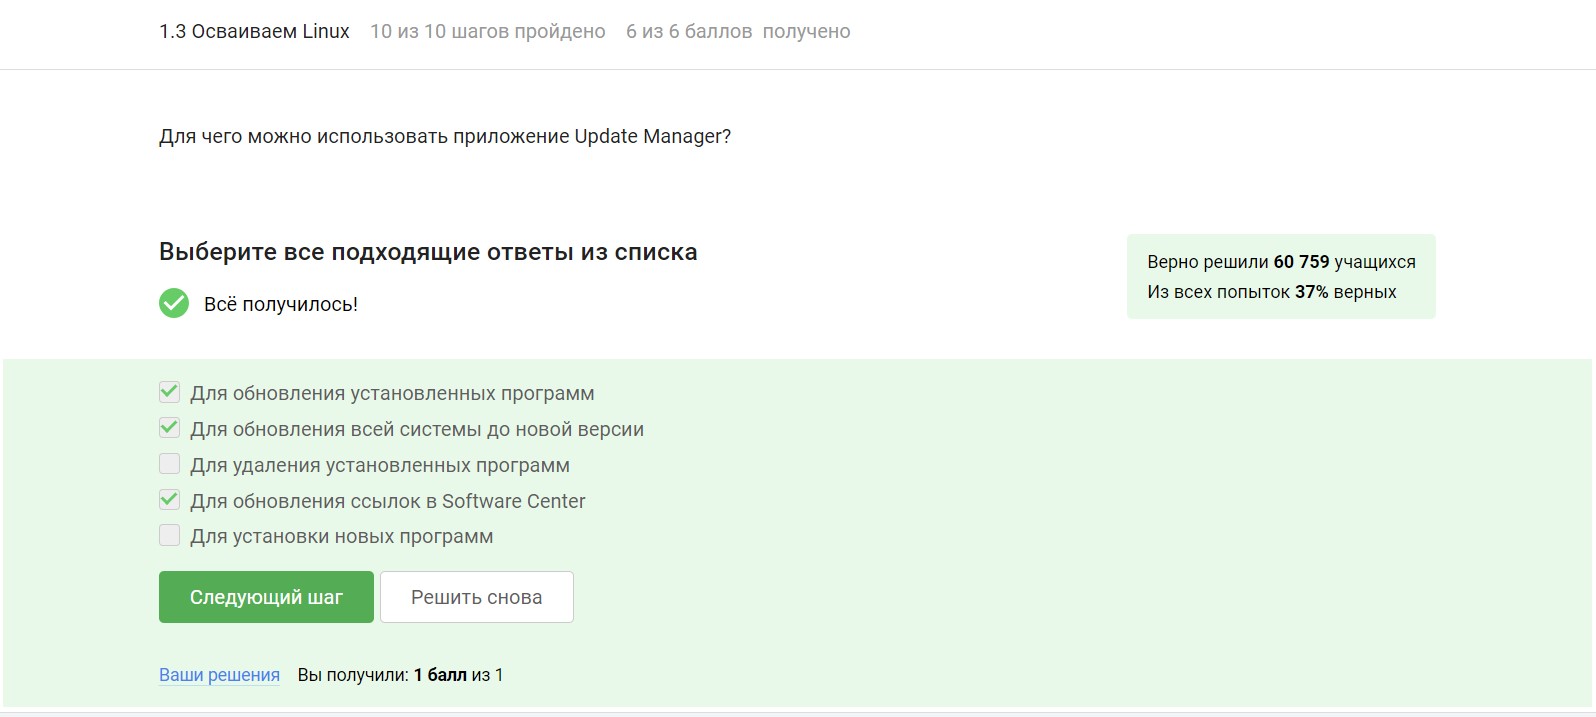 1.3 Осваиваем Linux 10 из 10 шагов пройдено 6 из 6 баллов получено
Для чего можно использовать приложение Update Manager?
Выберите все подходящие ответы из списка
Всё получилось!
Верно решили 60 759 учащихся
Из всех попыток 37% верных
Для обновления установленных программ
Для обновления всей системы до новой версии
Для удаления установленных программ
Для обновления ссылок в Software Center
Для установки новых программ
Следующий шаг Решить снова
Ваши решения Вы получили: 1 балл из 1